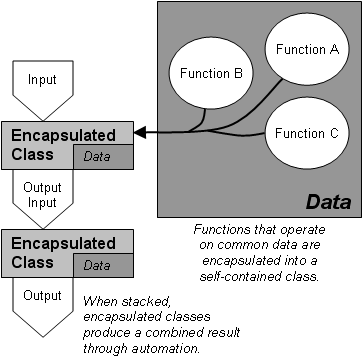 Function A
Function B
Function C
Data
Functions that operate
on common data are
encapsulated into a
self-contained class.
Input
Encapsulated
Class
Data
Output
Input
Encapsulated
Class
Data
Output
When stacked,
encapsulated classes
produce a combined result
through automation.